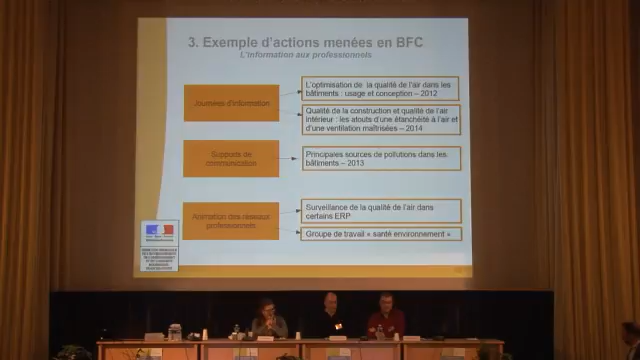 3. Exemple d'actions menées en BFC
L'information aux professionnels
Journées d'information
L'optimisation de la qualité de l'air dans les
bâtiments : usage et conception – 2012
Qualité de la construction et qualité de l'air
intérieur : les atouts d'une étanchéité à l'air et
d'une ventilation maîtrisées – 2014
Supports de
communication
Principales sources de pollutions dans les
bâtiments – 2013
Animation des réseaux
professionnels
Surveillance de la qualité de l'air dans
certains ERP
Groupe de travail « santé environnement »